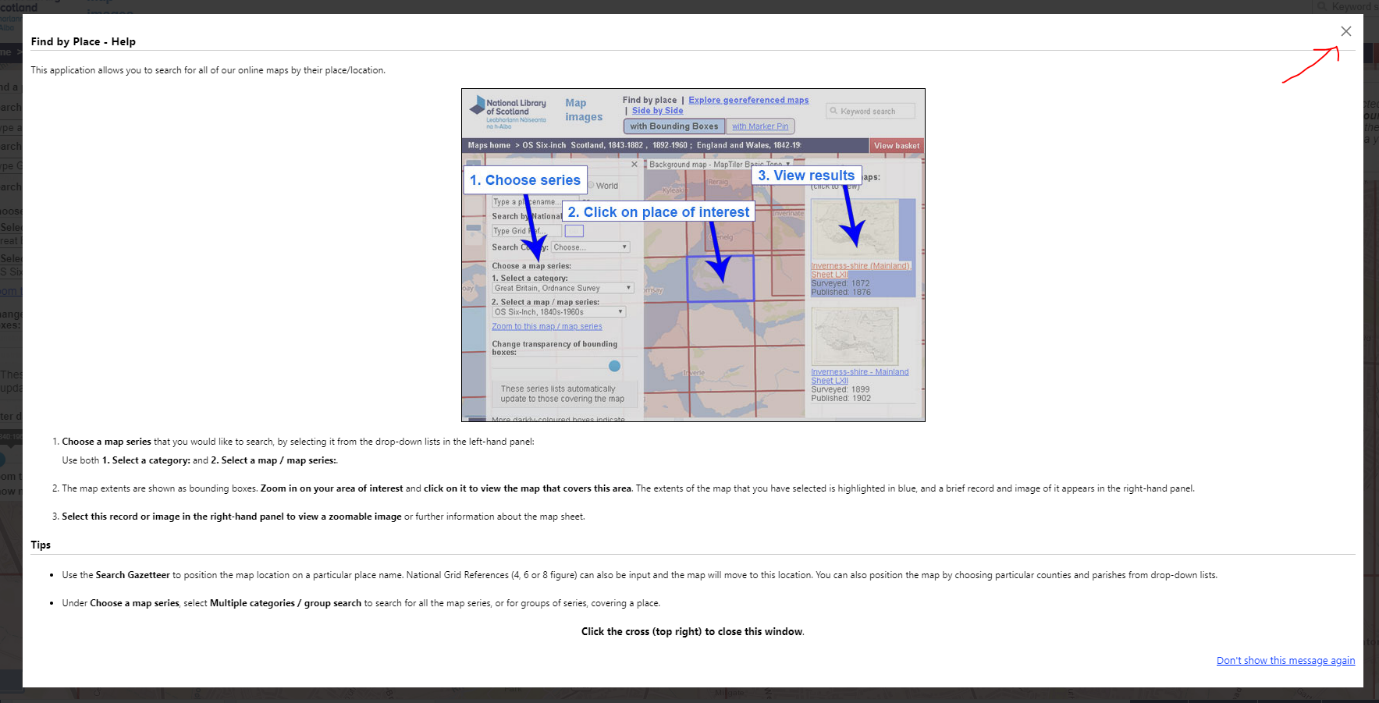 Find by Place - Help
This application allows you to search for all of our online maps by their place/location.
National Library
of Scotland
Leabharlann Nàiseanta
na h-Alba
Map
images
Find by place | Explore georeferenced maps
| Side by Side
Keyword search
with Bounding Boxes
with Marker Pin
Maps home > OS Six-inch Scotland, 1843-1882 , 1892-1960 ; England and Wales, 1842-19
View basket
Background map - MapTiler Basic Topo
1. Choose series
World
3. View results
aps:
Type a placename...
2. Click on place of interest
Search by National
Type Grid Ref...
Search County: Choose...
Choose a map series:
1. Select a category:
Great Britain, Ordnance Survey
2. Select a map / map series:
OS Six-Inch, 1840s-1960s
Zoom to this map / map series
Change transparency of bounding
boxes:
These series lists automatically
update to those covering the map
More darkly-coloured boxes indicate
Inverness-shire (Mainland)
Sheet LXII
Surveyed: 1872
Published: 1876
Inverness-shire - Mainland
Sheet LXII
Surveyed: 1899
Published: 1902
1. Choose a map series that you would like to search, by selecting it from the drop-down lists in the left-hand panel:
Use both 1. Select a category: and 2. Select a map / map series:.
2. The map extents are shown as bounding boxes. Zoom in on your area of interest and click on it to view the map that covers this area. The extents of the map that you have selected is highlighted in blue, and a brief record and image of it appears in the right-hand panel.
3. Select this record or image in the right-hand panel to view a zoomable image or further information about the map sheet.
Tips
• Use the Search Gazetteer to position the map location on a particular place name. National Grid References (4, 6 or 8 figure) can also be input and the map will move to this location. You can also position the map by choosing particular counties and parishes from drop-down lists.
• Under Choose a map series, select Multiple categories / group search to search for all the map series, or for groups of series, covering a place.
Click the cross (top right) to close this window.
Don't show this message again